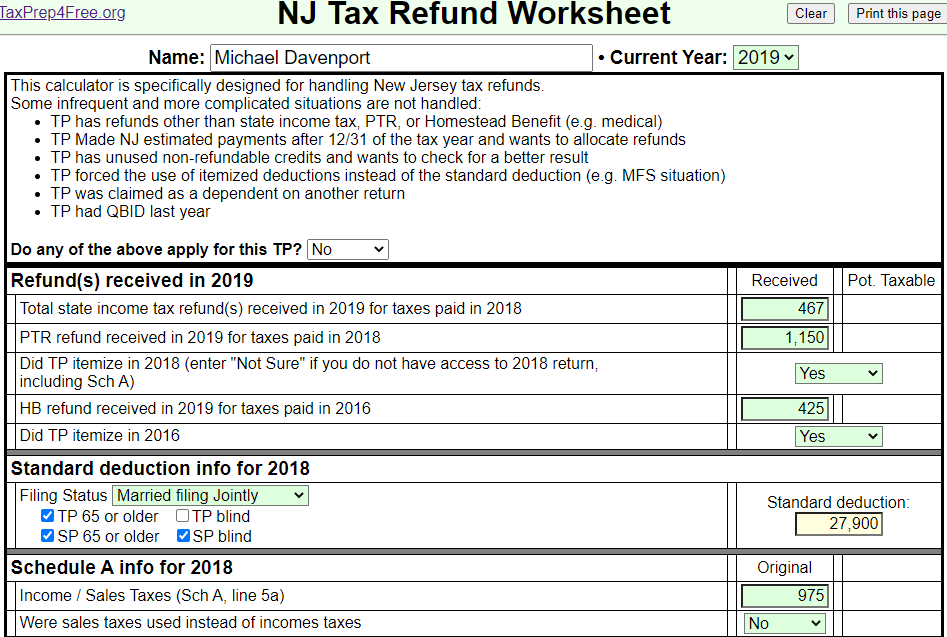 TaxPrep4Free.org
NJ Tax Refund Worksheet
Clear
Print this page
Name: Michael Davenport • Current Year: 2019
This calculator is specifically designed for handling New Jersey tax refunds.
Some infrequent and more complicated situations are not handled:
• TP has refunds other than state income tax, PTR, or Homestead Benefit (e.g. medical)
• TP Made NJ estimated payments after 12/31 of the tax year and wants to allocate refunds
• TP has unused non-refundable credits and wants to check for a better result
• TP forced the use of itemized deductions instead of the standard deduction (e.g. MFS situation)
• TP was claimed as a dependent on another return
• TP had QBID last year
Do any of the above apply for this TP? No
Refund(s) received in 2019 Received Pot. Taxable
Total state income tax refund(s) received in 2019 for taxes paid in 2018 467
PTR refund received in 2019 for taxes paid in 2018 1,150
Did TP itemize in 2018 (enter "Not Sure" if you do not have access to 2018 return,
including Sch A) Yes
HB refund received in 2019 for taxes paid in 2016 425
Did TP itemize in 2016 Yes
Standard deduction info for 2018
Filing Status Married filing Jointly
TP 65 or older TP blind
SP 65 or older SP blind
Standard deduction:
27,900
Schedule A info for 2018 Original
Income / Sales Taxes (Sch A, line 5a) 975
Were sales taxes used instead of incomes taxes No